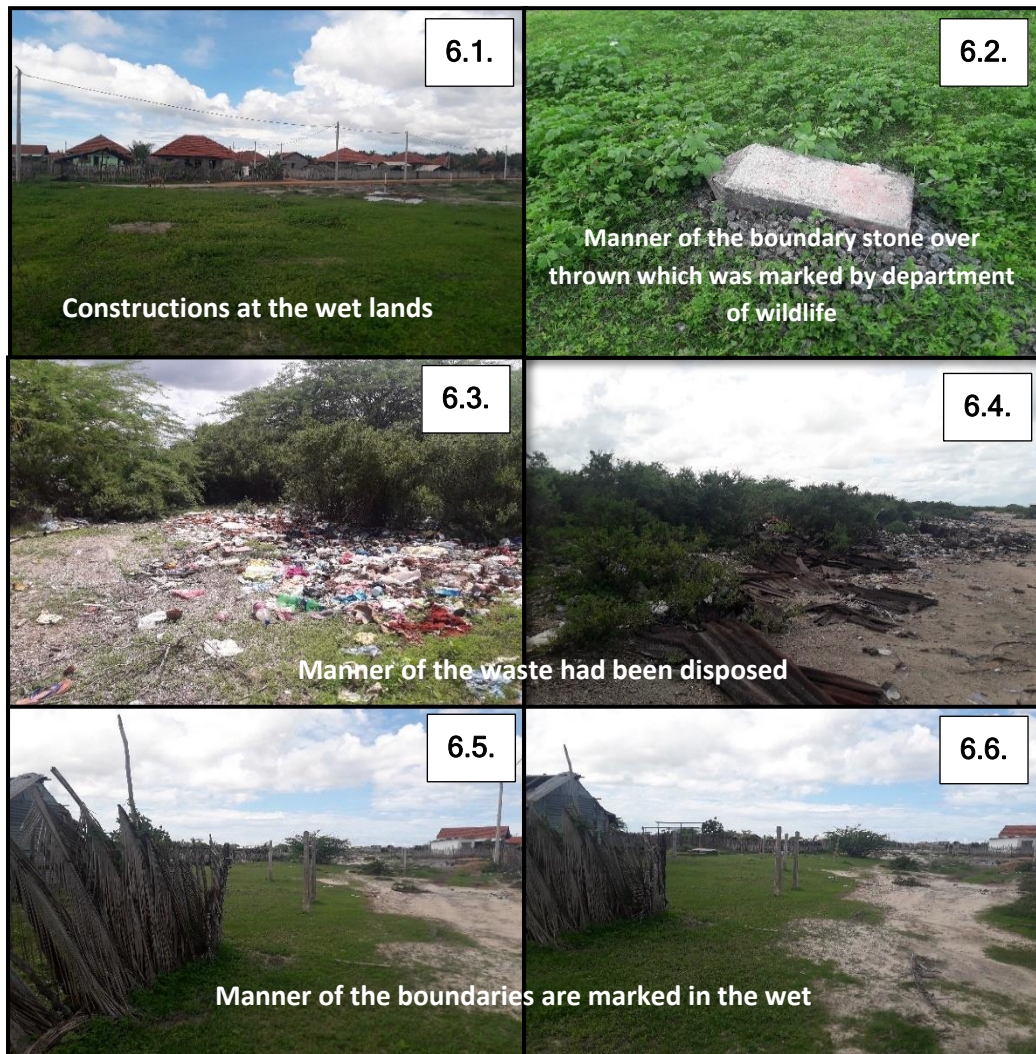 6.1.
Constructions at the wet lands
6.2.
Manner of the boundary stone over
thrown which was marked by department
of wildlife
6.3.
6.4.
Manner of the waste had been disposed
6.5.
6.6.
Manner of the boundaries are marked in the wet